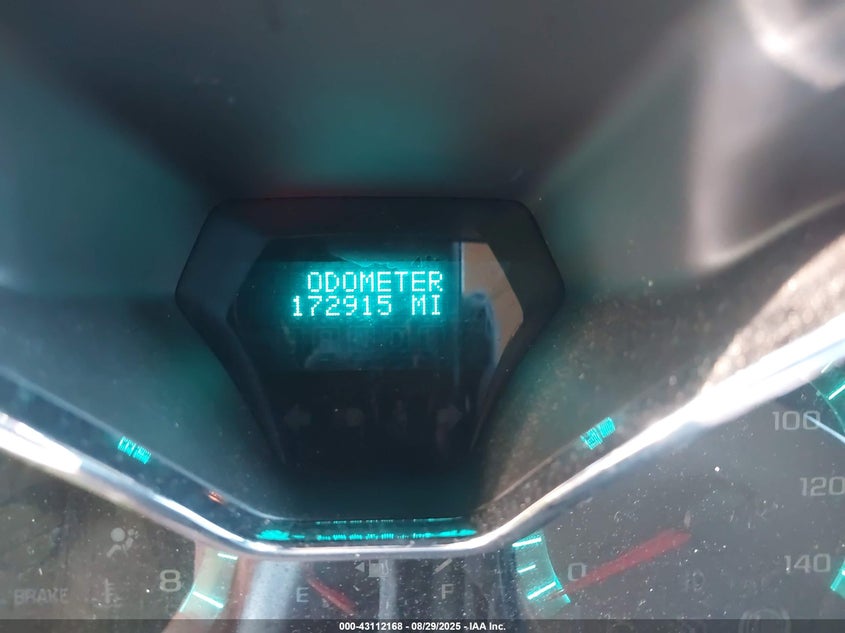 ODOMETER
172915 MI
100
120
140
8
0
E
F
BRAKE
000-43112168 - 08/29/2025 - IAA Inc.